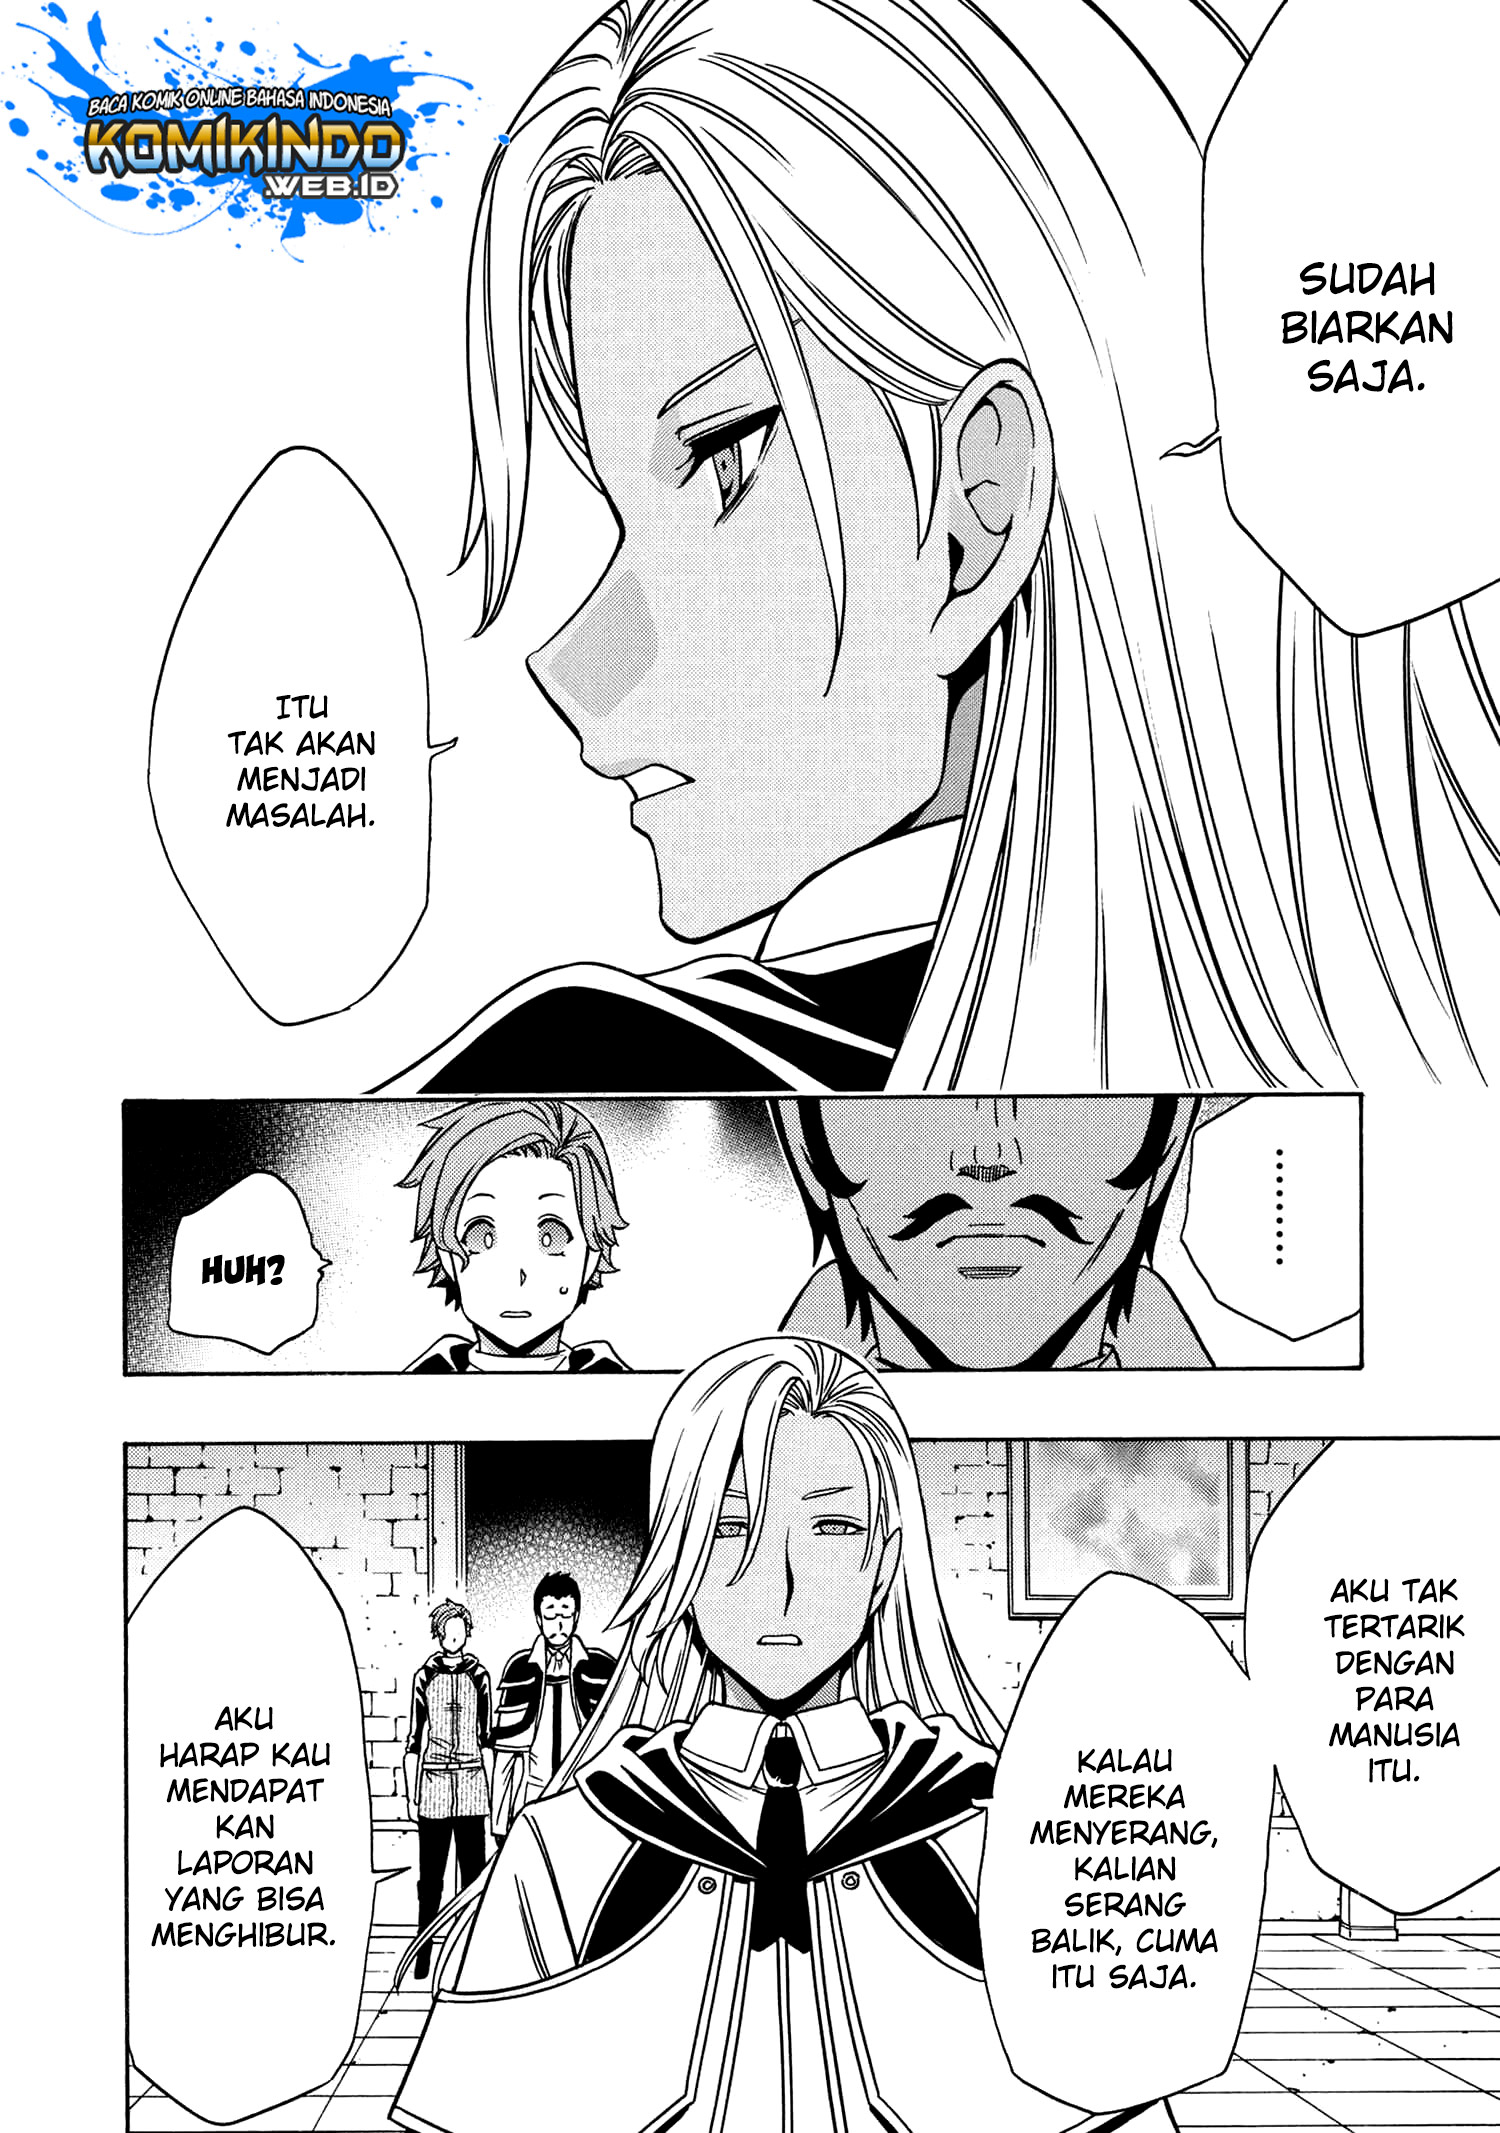 BACA KOMIK ONLINE BAHASA INDONESIA
KOMIKINDO
.WEB.ID
SUDAH
BIARKAN
SAJA.
ITU
TAK AKAN
MENJADI
MASALAH.
.........
HUH?
AKU TAK
TERTARIK
DENGAN
PARA
MANUSIA
ITU.
KALAU
MEREKA
MENYERANG,
KALIAN
SERANG
BALIK, CUMA
ITU SAJA.
AKU
HARAP KAU
MENDAPAT
KAN
LAPORAN
YANG BISA
MENGHIBUR.